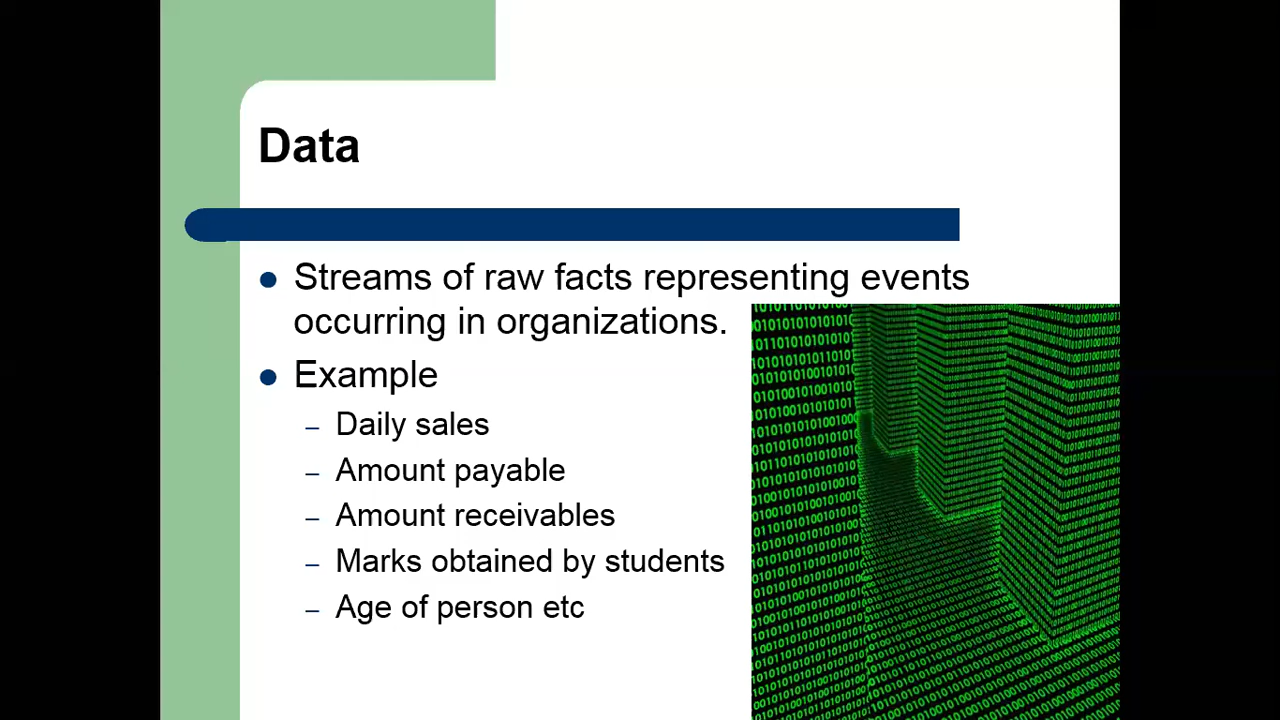 Data
Streams of raw facts representing events
occurring in organizations.
Example
– Daily sales
– Amount payable
– Amount receivables
– Marks obtained by students
– Age of person etc